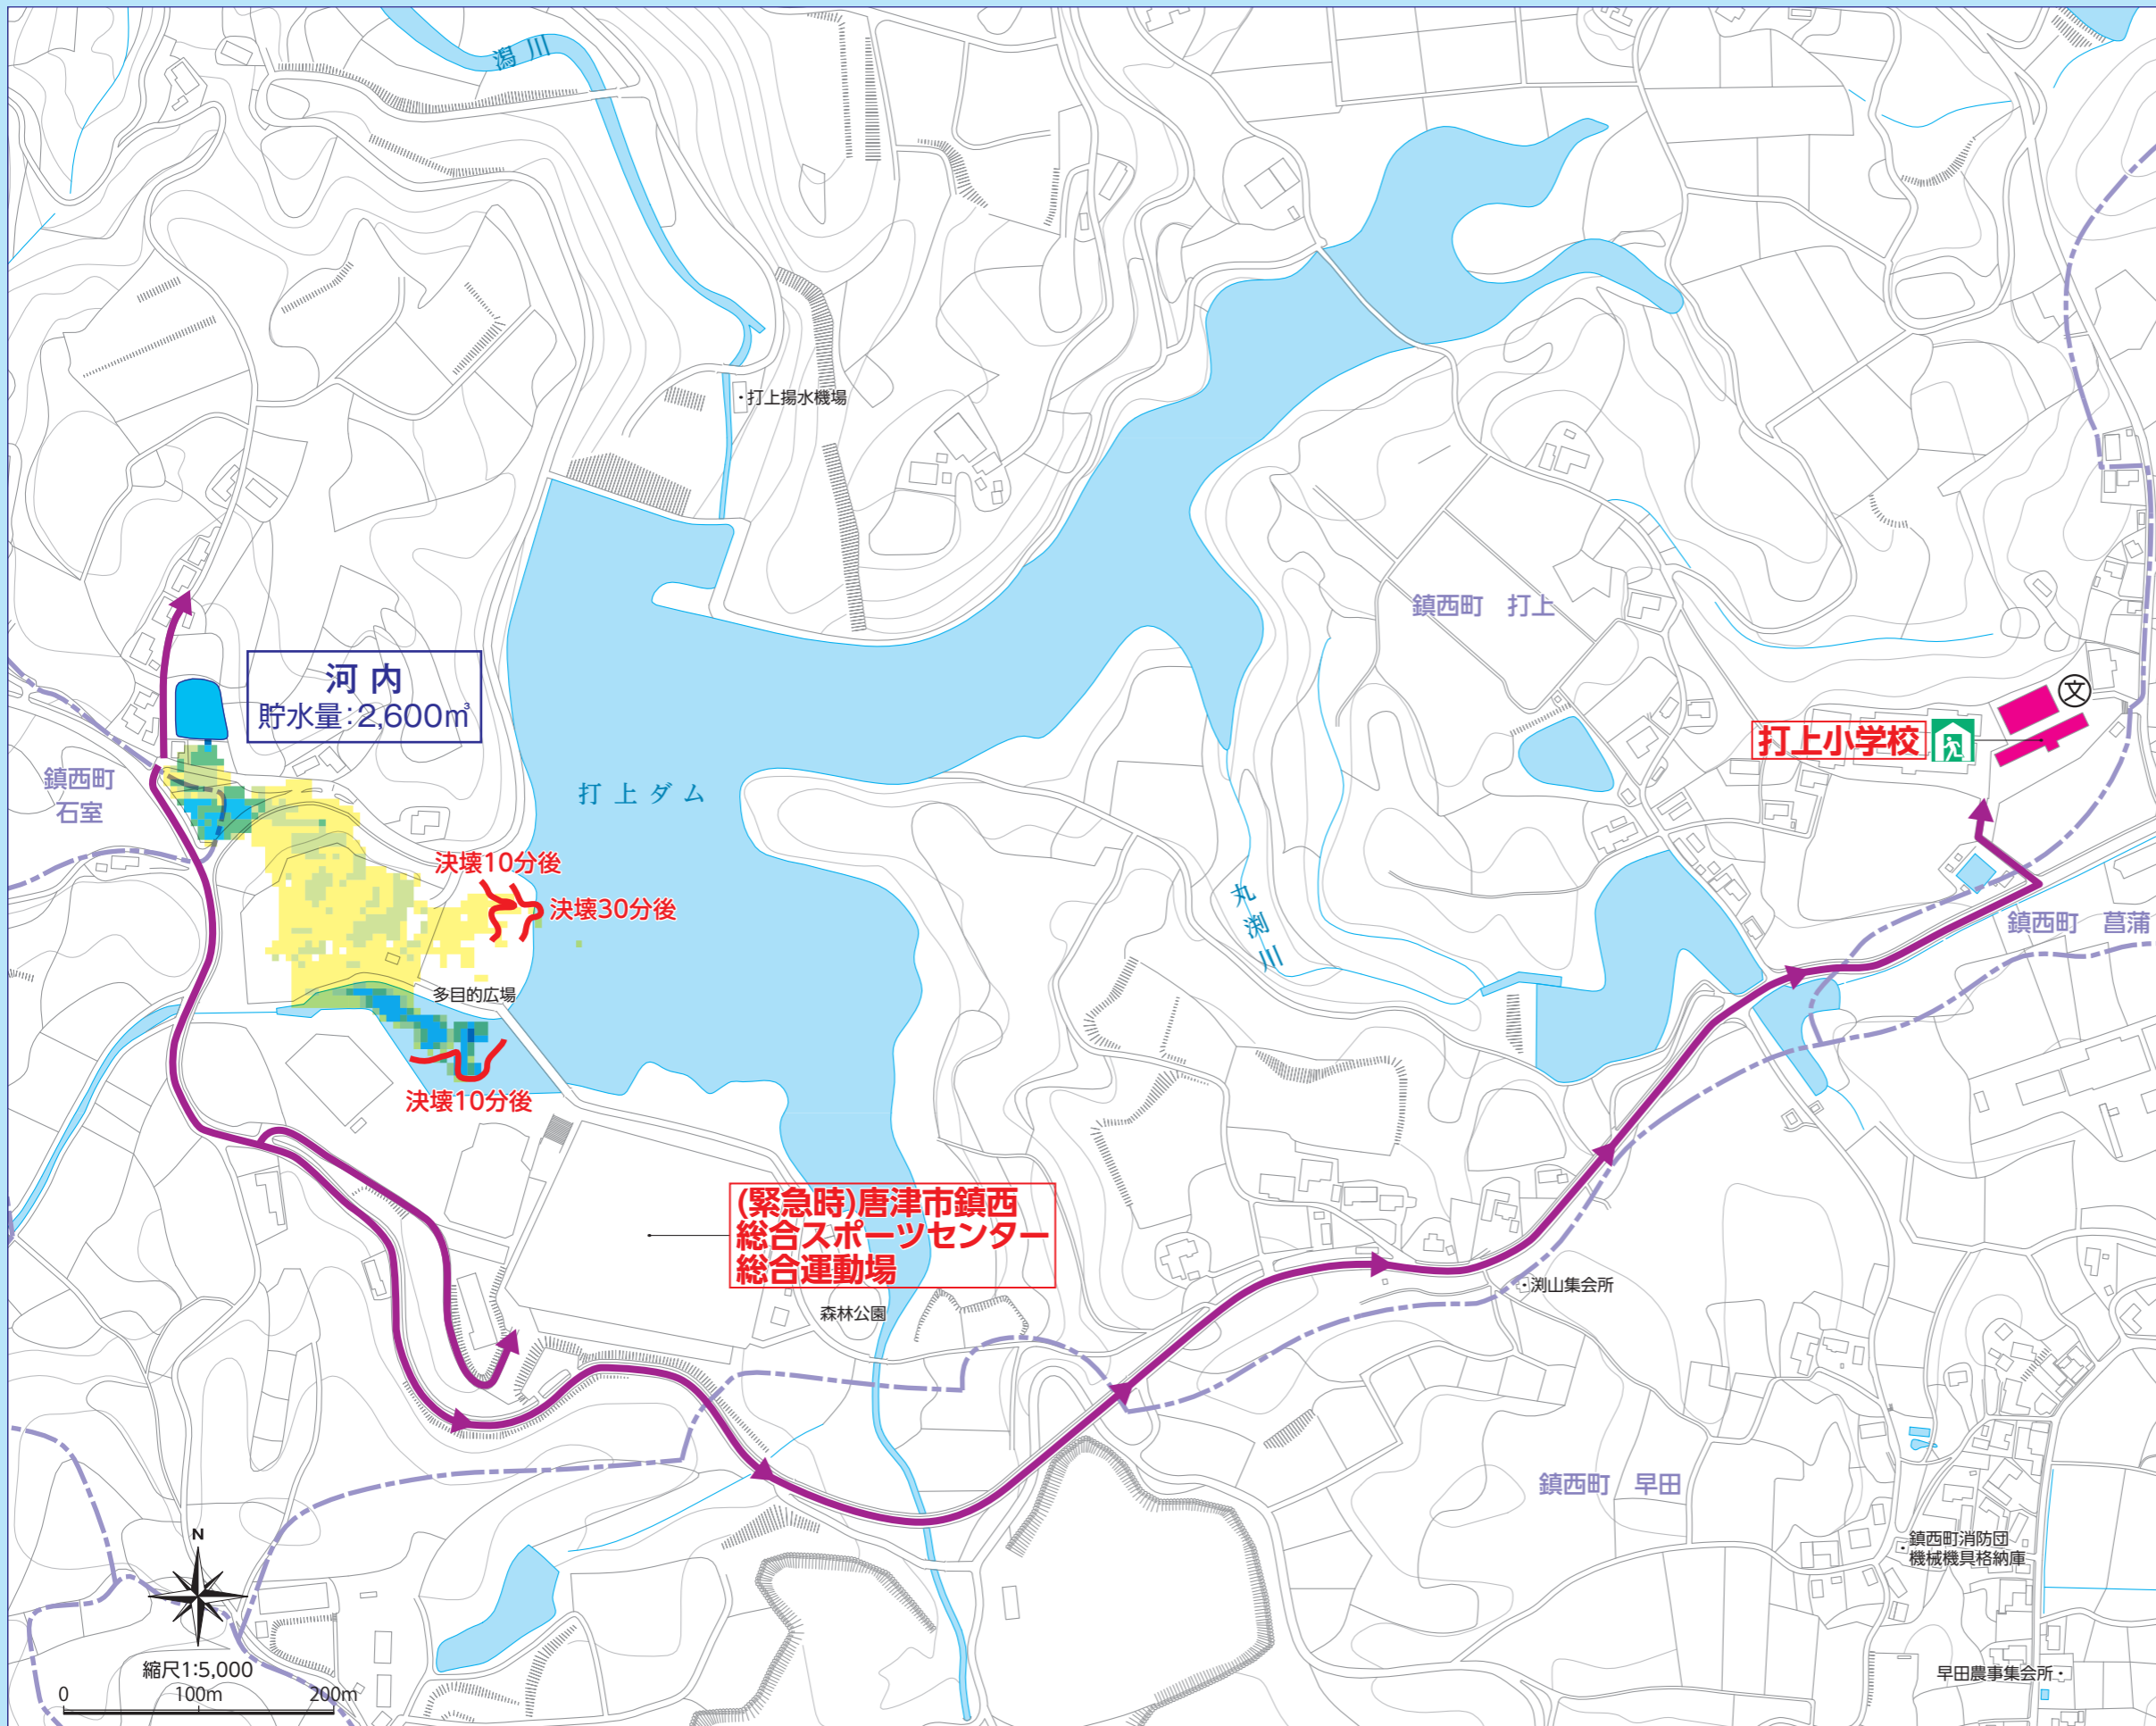 潟川
・打上揚水機場
鎮西町 打上
河内
貯水量：2,600㎥
文
打上小学校
鎮西町
石室
打上ダム
決壊10分後
決壊30分後
丸渕川
鎮西町 菖蒲
多目的広場
決壊10分後
(緊急時)唐津市鎮西
総合スポーツセンター
総合運動場
・渕山集会所
森林公園
鎮西町 早田
N
・鎮西町消防団
機械機具格納庫
縮尺1:5,000
早田農事集会所・
0 100m 200m